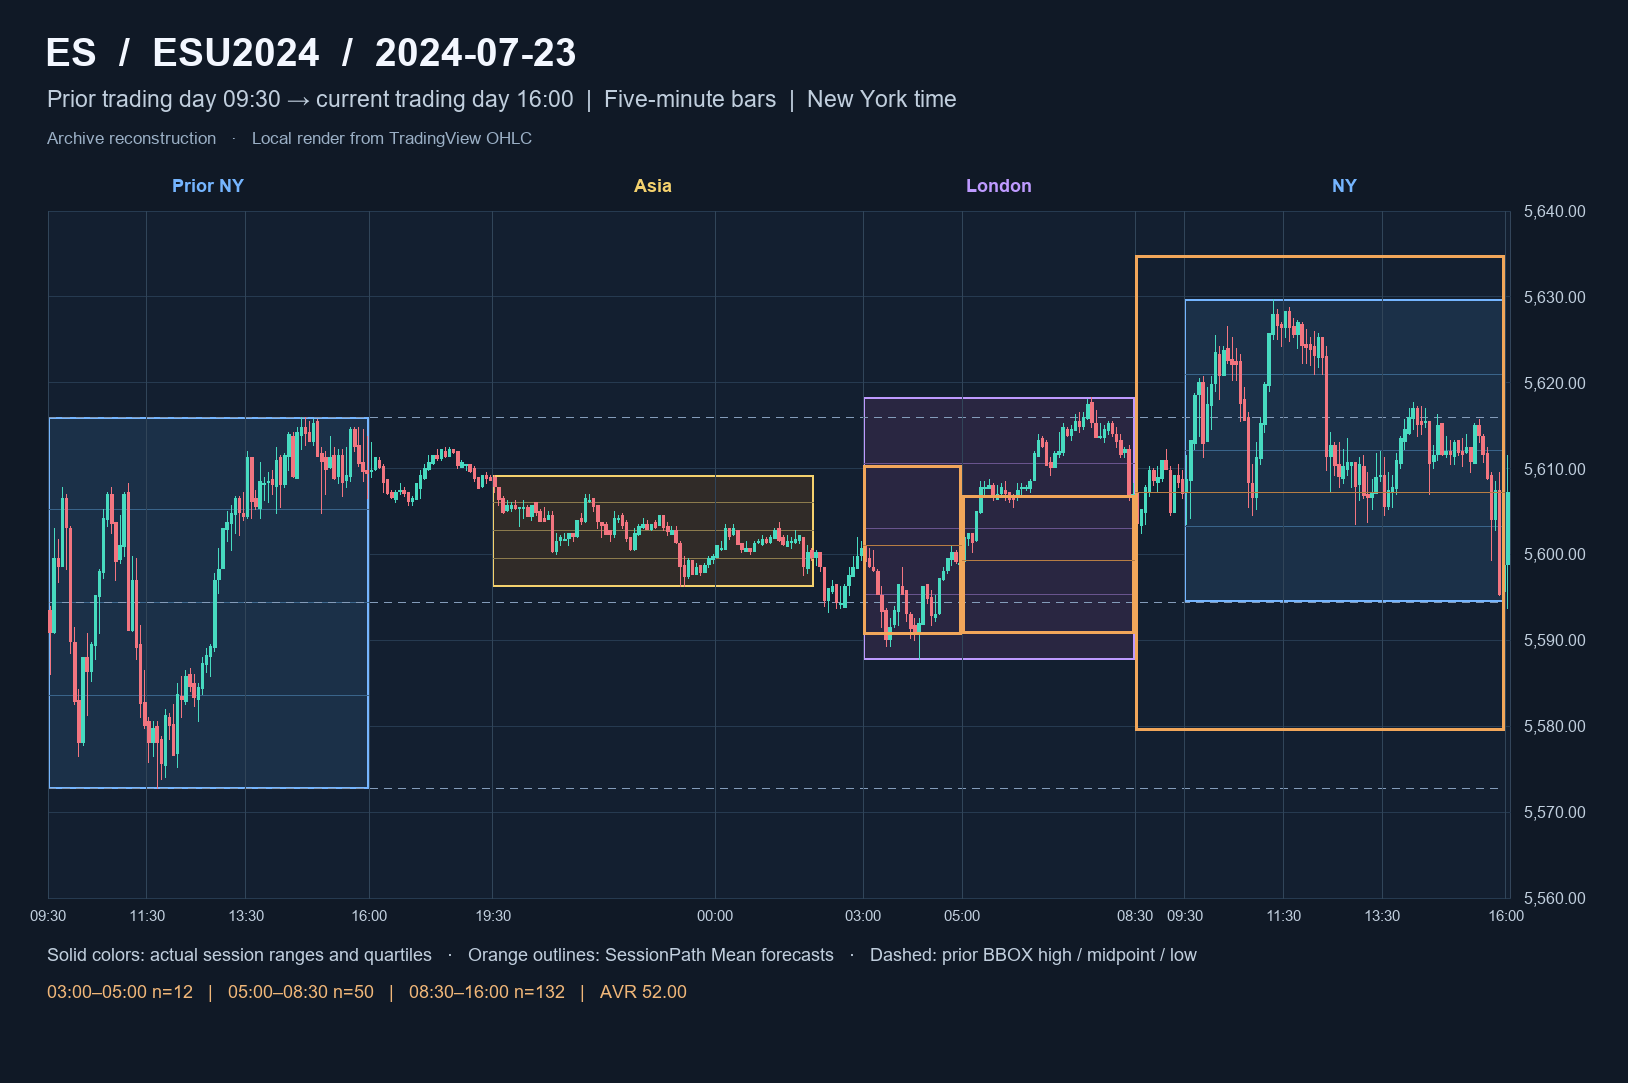 ES / ESU2024 / 2024-07-23
Prior trading day 09:30 → current trading day 16:00 | Five-minute bars | New York time
Archive reconstruction · Local render from TradingView OHLC
Prior NY Asia London NY
5,640.00
5,630.00
5,620.00
5,610.00
5,600.00
5,590.00
5,580.00
5,570.00
5,560.00
09:30 11:30 13:30 16:00 19:30 00:00 03:00 05:00 08:30 09:30 11:30 13:30 16:00
Solid colors: actual session ranges and quartiles · Orange outlines: SessionPath Mean forecasts · Dashed: prior BBOX high / midpoint / low
03:00–05:00 n=12 | 05:00–08:30 n=50 | 08:30–16:00 n=132 | AVR 52.00